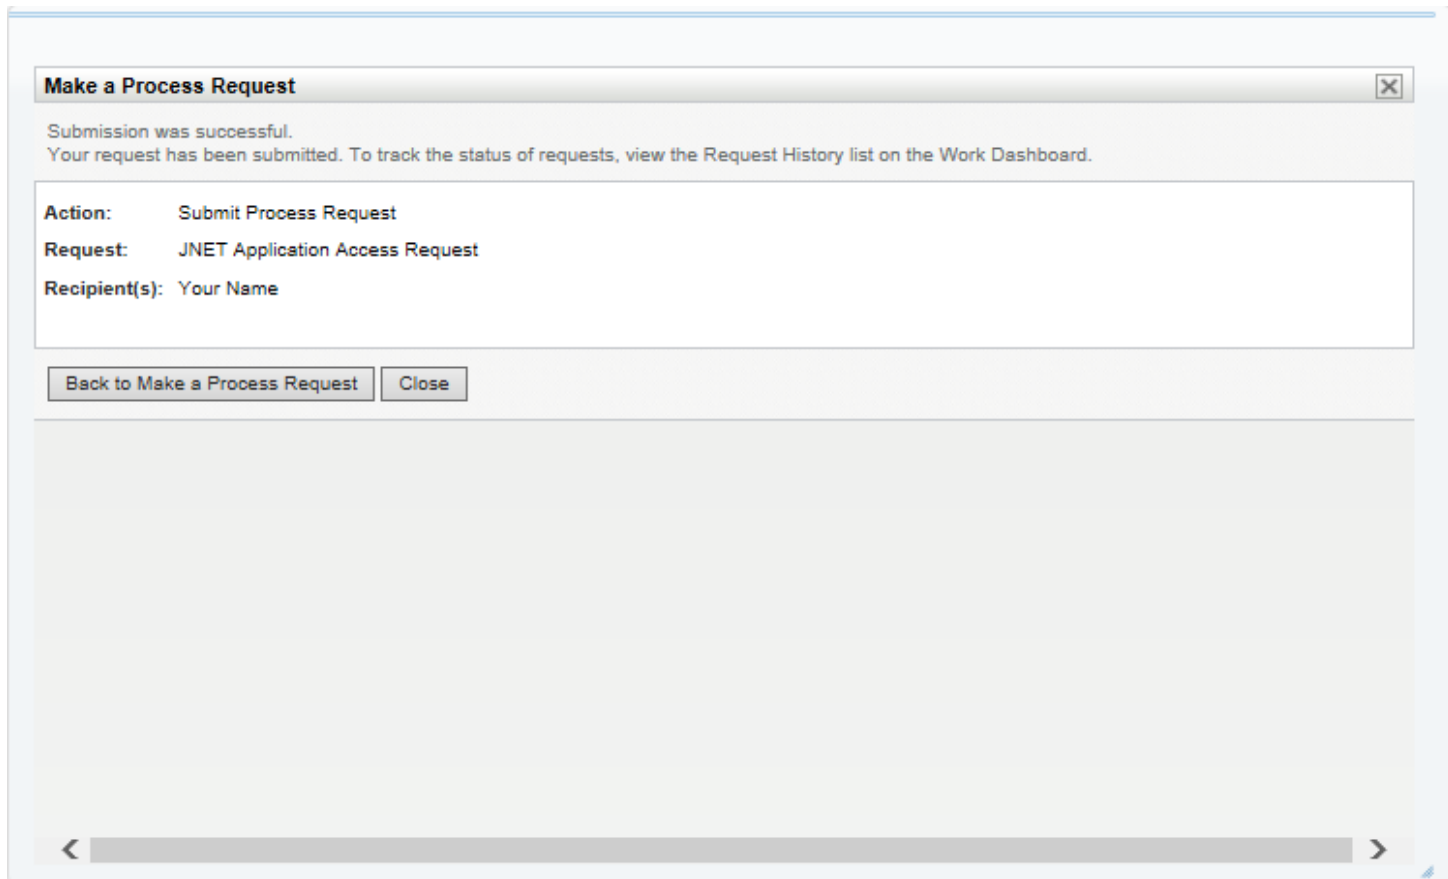 Make a Process Request
Submission was successful.
Your request has been submitted. To track the status of requests, view the Request History list on the Work Dashboard.
Action: Submit Process Request
Request: JNET Application Access Request
Recipient(s): Your Name
Back to Make a Process Request Close